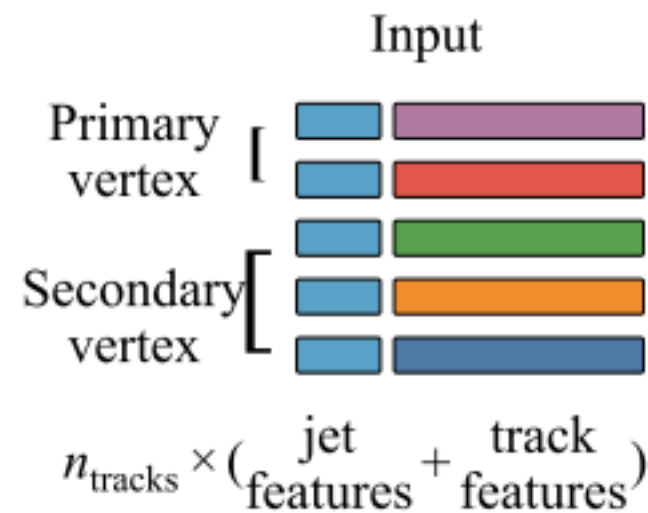 Input
Primary
vertex
Secondary
vertex
n_tracks × ( jet features + track features )